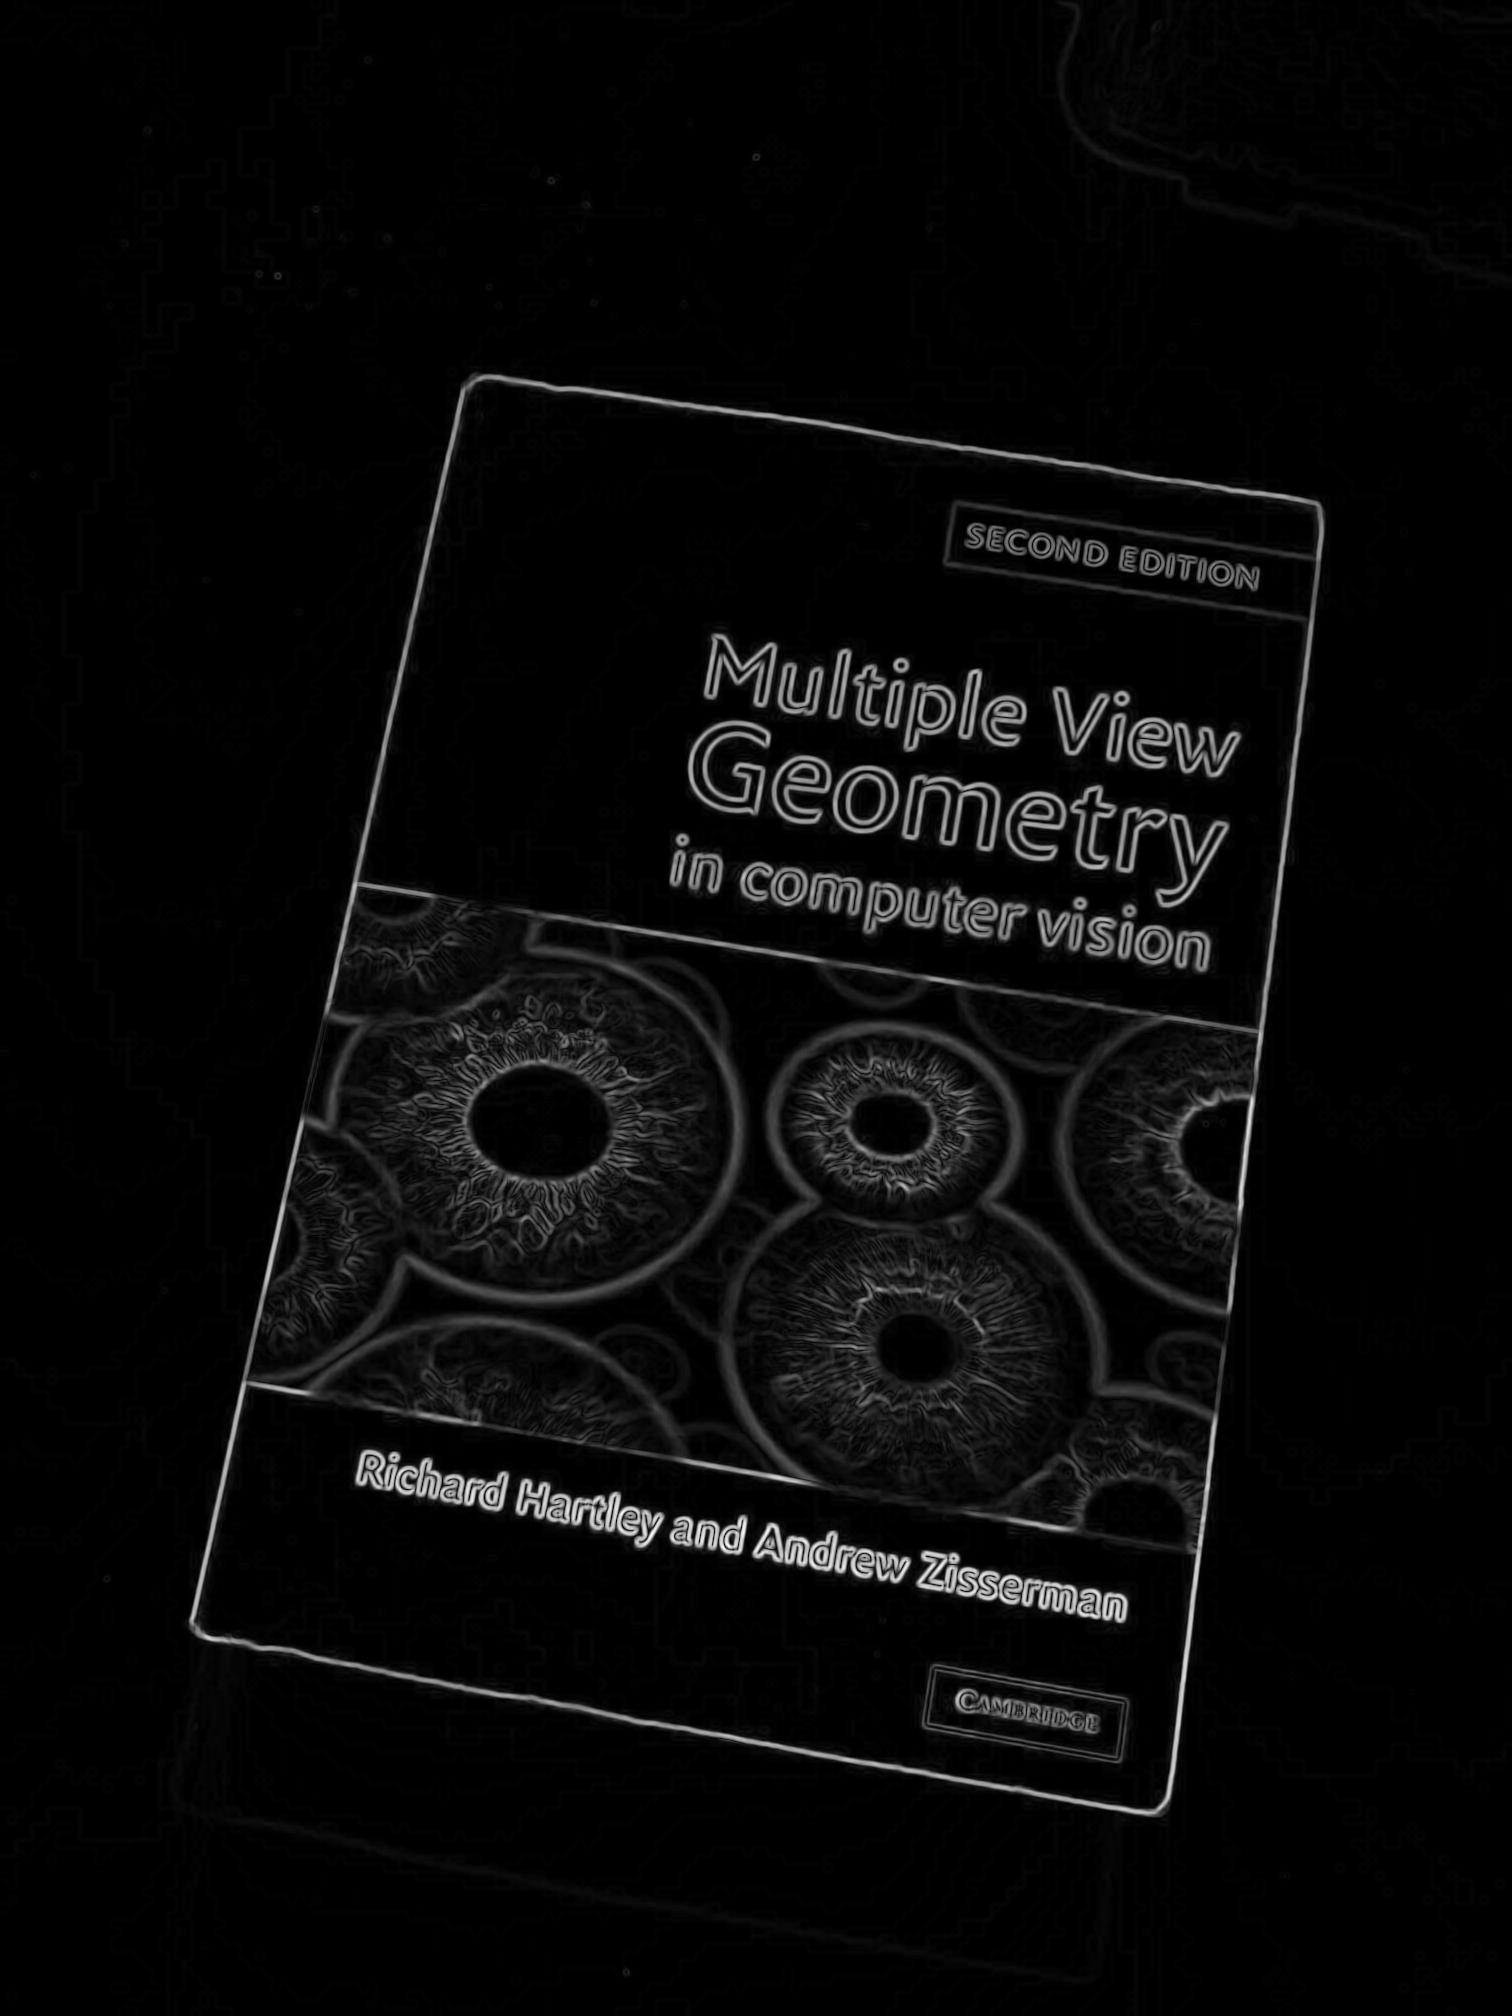 SECOND EDITION
Multiple View
Geometry
in computer vision
Richard Hartley and Andrew Zisserman
CAMBRIDGE